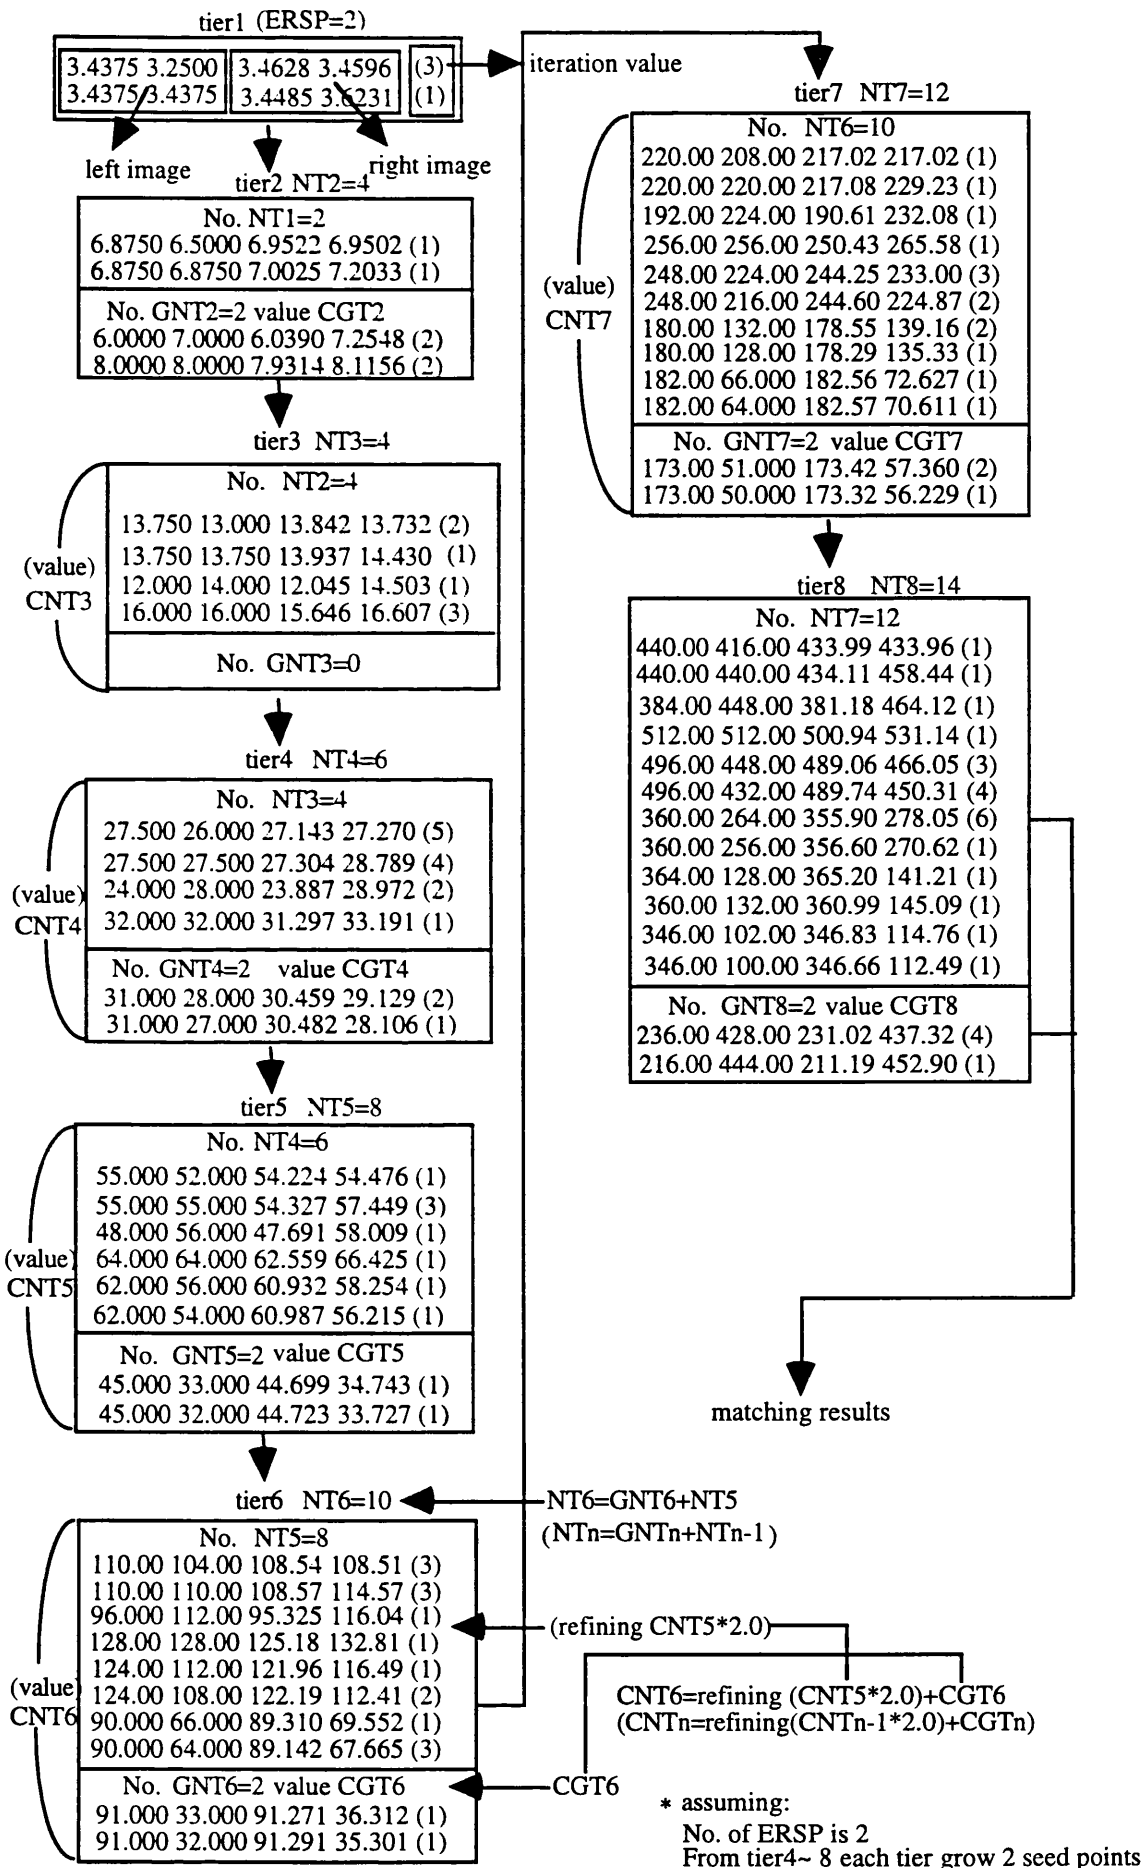 tier1 (ERSP=2)
3.4375 3.2500 3.4628 3.4596 (3)
3.4375 3.4375 3.4485 3.6231 (1)
iteration value
left image
right image
tier2 NT2=4
No. NT1=2
6.8750 6.5000 6.9522 6.9502 (1)
6.8750 6.8750 7.0025 7.2033 (1)
No. GNT2=2 value CGT2
6.0000 7.0000 6.0390 7.2548 (2)
8.0000 8.0000 7.9314 8.1156 (2)
tier3 NT3=4
(value)
CNT3
No. NT2=4
13.750 13.000 13.842 13.732 (2)
13.750 13.750 13.937 14.430 (1)
12.000 14.000 12.045 14.503 (1)
16.000 16.000 15.646 16.607 (3)
No. GNT3=0
tier4 NT4=6
(value)
CNT4
No. NT3=4
27.500 26.000 27.143 27.270 (5)
27.500 27.500 27.304 28.789 (4)
24.000 28.000 23.887 28.972 (2)
32.000 32.000 31.297 33.191 (1)
No. GNT4=2 value CGT4
31.000 28.000 30.459 29.129 (2)
31.000 27.000 30.482 28.106 (1)
tier5 NT5=8
(value)
CNT5
No. NT4=6
55.000 52.000 54.224 54.476 (1)
55.000 55.000 54.327 57.449 (3)
48.000 56.000 47.691 58.009 (1)
64.000 64.000 62.559 66.425 (1)
62.000 56.000 60.932 58.254 (1)
62.000 54.000 60.987 56.215 (1)
No. GNT5=2 value CGT5
45.000 33.000 44.699 34.743 (1)
45.000 32.000 44.723 33.727 (1)
tier6 NT6=10
NT6=GNT6+NT5
(NTn=GNTn+NTn-1)
(value)
CNT6
No. NT5=8
110.00 104.00 108.54 108.51 (3)
110.00 110.00 108.57 114.57 (3)
96.000 112.00 95.325 116.04 (1)
128.00 128.00 125.18 132.81 (1)
124.00 112.00 121.96 116.49 (1)
124.00 108.00 122.19 112.41 (2)
90.000 66.000 89.310 69.552 (1)
90.000 64.000 89.142 67.665 (3)
No. GNT6=2 value CGT6
91.000 33.000 91.271 36.312 (1)
91.000 32.000 91.291 35.301 (1)
(refining CNT5*2.0)
CNT6=refining (CNT5*2.0)+CGT6
(CNTn=refining(CNTn-1*2.0)+CGTn)
CGT6
tier7 NT7=12
(value)
CNT7
No. NT6=10
220.00 208.00 217.02 217.02 (1)
220.00 220.00 217.08 229.23 (1)
192.00 224.00 190.61 232.08 (1)
256.00 256.00 250.43 265.58 (1)
248.00 224.00 244.25 233.00 (3)
248.00 216.00 244.60 224.87 (2)
180.00 132.00 178.55 139.16 (2)
180.00 128.00 178.29 135.33 (1)
182.00 66.000 182.56 72.627 (1)
182.00 64.000 182.57 70.611 (1)
No. GNT7=2 value CGT7
173.00 51.000 173.42 57.360 (2)
173.00 50.000 173.32 56.229 (1)
tier8 NT8=14
No. NT7=12
440.00 416.00 433.99 433.96 (1)
440.00 440.00 434.11 458.44 (1)
384.00 448.00 381.18 464.12 (1)
512.00 512.00 500.94 531.14 (1)
496.00 448.00 489.06 466.05 (3)
496.00 432.00 489.74 450.31 (4)
360.00 264.00 355.90 278.05 (6)
360.00 256.00 356.60 270.62 (1)
364.00 128.00 365.20 141.21 (1)
360.00 132.00 360.99 145.09 (1)
346.00 102.00 346.83 114.76 (1)
346.00 100.00 346.66 112.49 (1)
No. GNT8=2 value CGT8
236.00 428.00 231.02 437.32 (4)
216.00 444.00 211.19 452.90 (1)
matching results
* assuming:
No. of ERSP is 2
From tier4~ 8 each tier grow 2 seed points